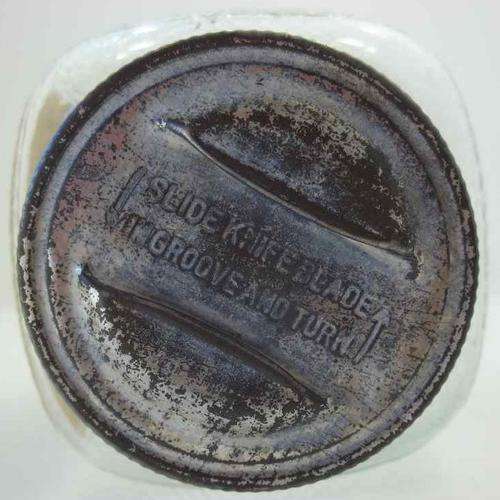 SLIDE KNIFE BLADE
IN GROOVE AND TURN